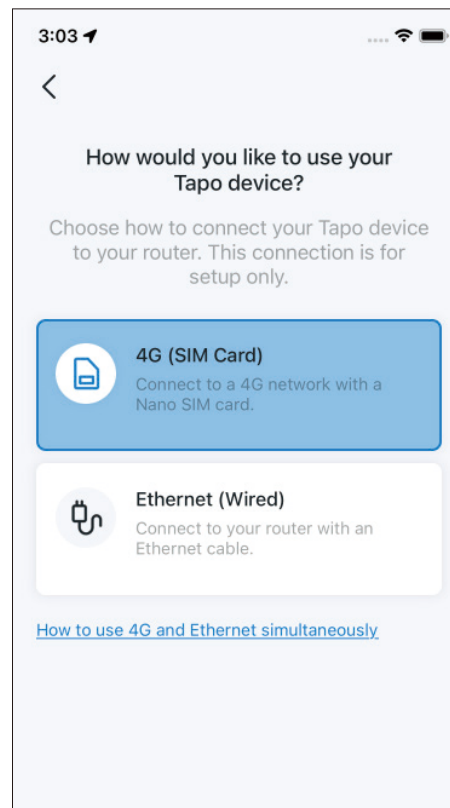 3:03
How would you like to use your
Tapo device?
Choose how to connect your Tapo device
to your router. This connection is for
setup only.
4G (SIM Card)
Connect to a 4G network with a
Nano SIM card.
Ethernet (Wired)
Connect to your router with an
Ethernet cable.
How to use 4G and Ethernet simultaneously